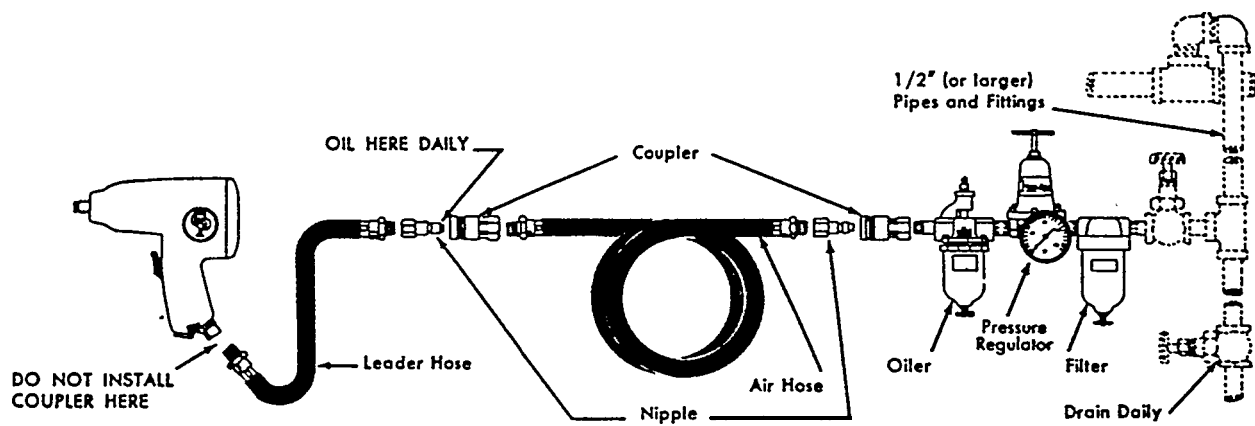 1/2" (or larger)
Pipes and Fittings
OIL HERE DAILY
Coupler
DO NOT INSTALL
COUPLER HERE
Leader Hose
Nipple
Air Hose
Oiler
Pressure
Regulator
Filter
Drain Daily